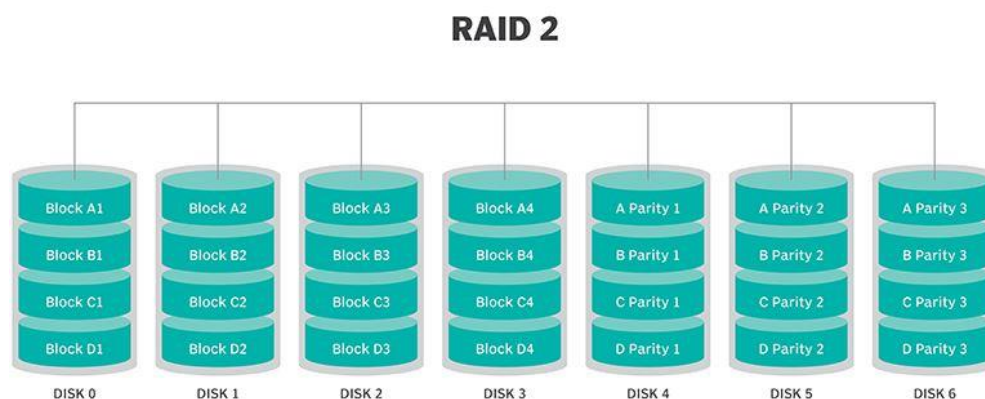 RAID 2
Block A1 Block A2 Block A3 Block A4 A Parity 1 A Parity 2 A Parity 3
Block B1 Block B2 Block B3 Block B4 B Parity 1 B Parity 2 B Parity 3
Block C1 Block C2 Block C3 Block C4 C Parity 1 C Parity 2 C Parity 3
Block D1 Block D2 Block D3 Block D4 D Parity 1 D Parity 2 D Parity 3
DISK 0 DISK 1 DISK 2 DISK 3 DISK 4 DISK 5 DISK 6